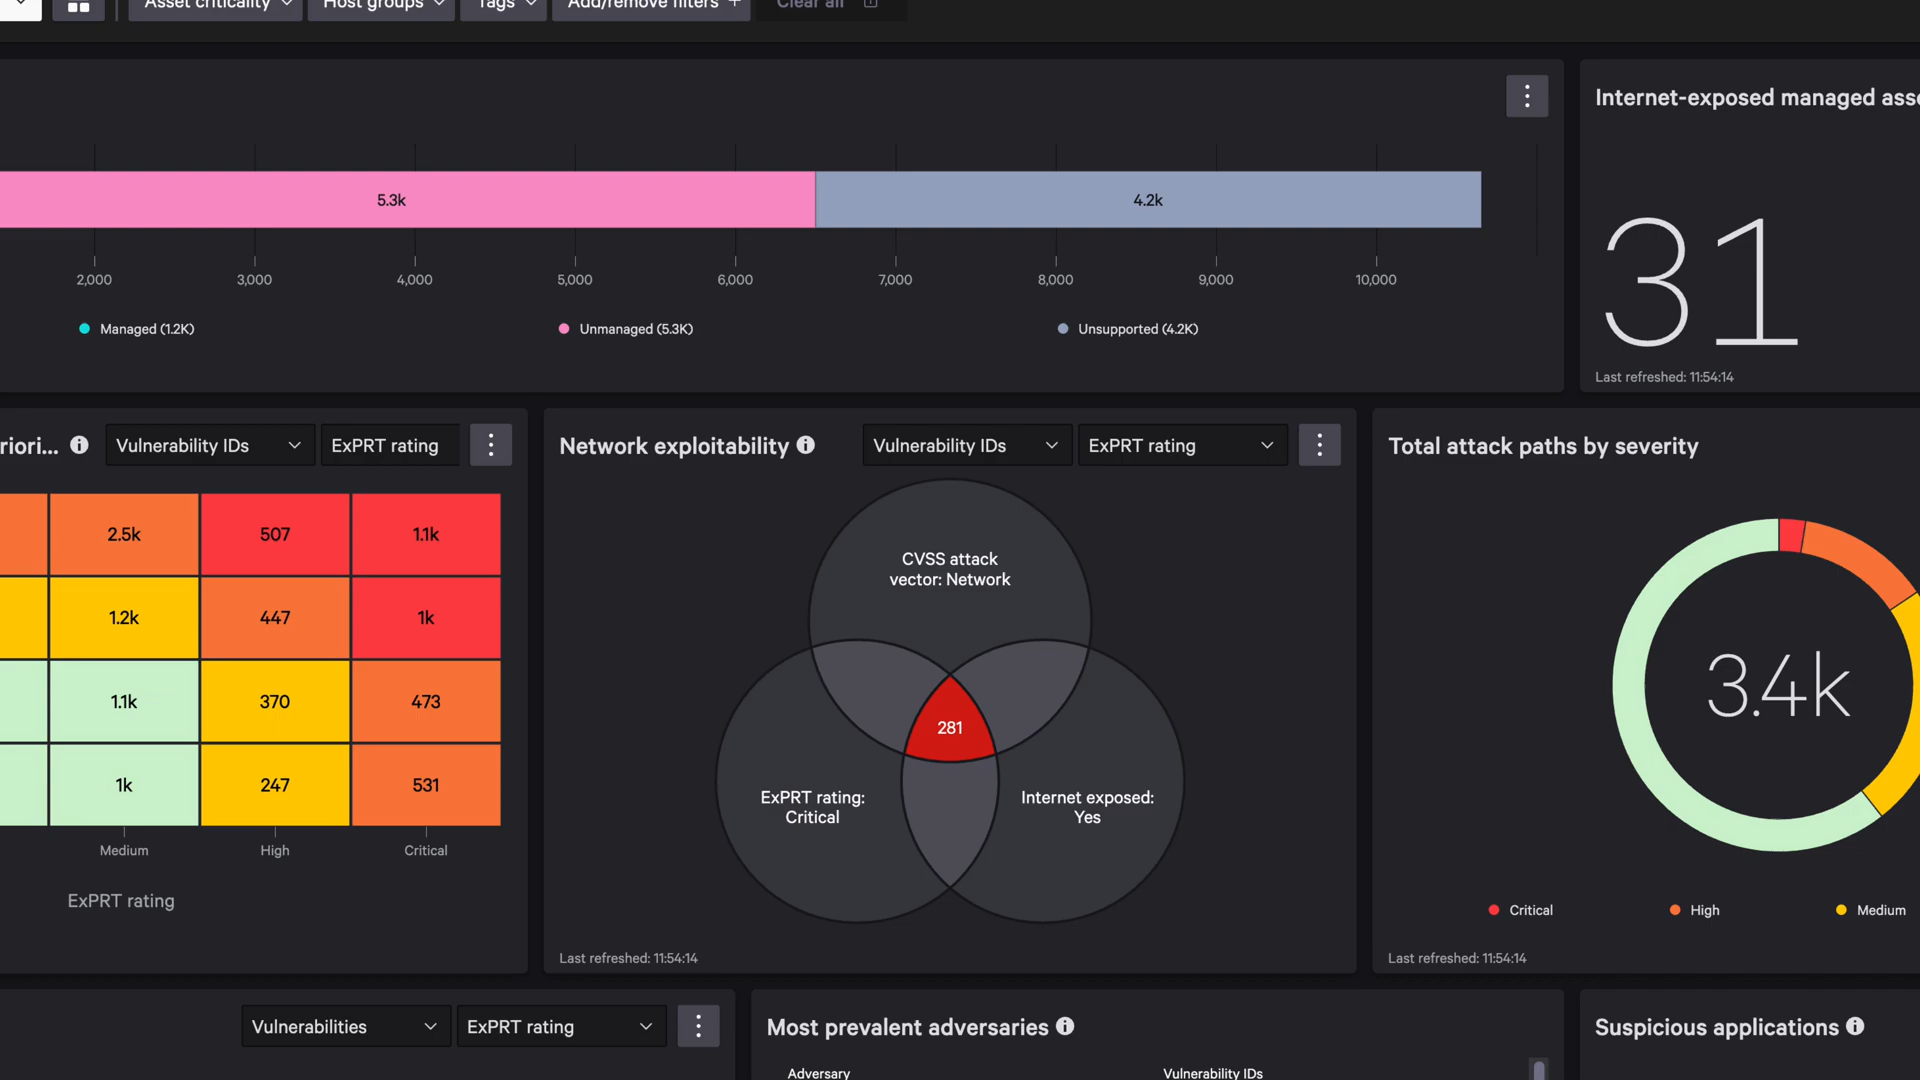 Asset criticality
Host groups
Tags
Add/remove filters +
Clear all
Internet-exposed managed
5.3k
4.2k
2,000
3,000
4,000
5,000
6,000
7,000
8,000
9,000
10,000
Managed (1.2K)
Unmanaged (5.3K)
Unsupported (4.2K)
31
Last refreshed: 11:54:14
riori...
Vulnerability IDs
ExPRT rating
2.5k
507
1.1k
1.2k
447
1k
1.1k
370
473
1k
247
531
Medium
High
Critical
ExPRT rating
Network exploitability
Vulnerability IDs
ExPRT rating
CVSS attack
vector: Network
281
ExPRT rating:
Critical
Internet exposed:
Yes
Last refreshed: 11:54:14
Total attack paths by severity
3.4k
Critical
High
Medium
Last refreshed: 11:54:14
Vulnerabilities
ExPRT rating
Most prevalent adversaries
Adversary
Vulnerability IDs
Suspicious applications